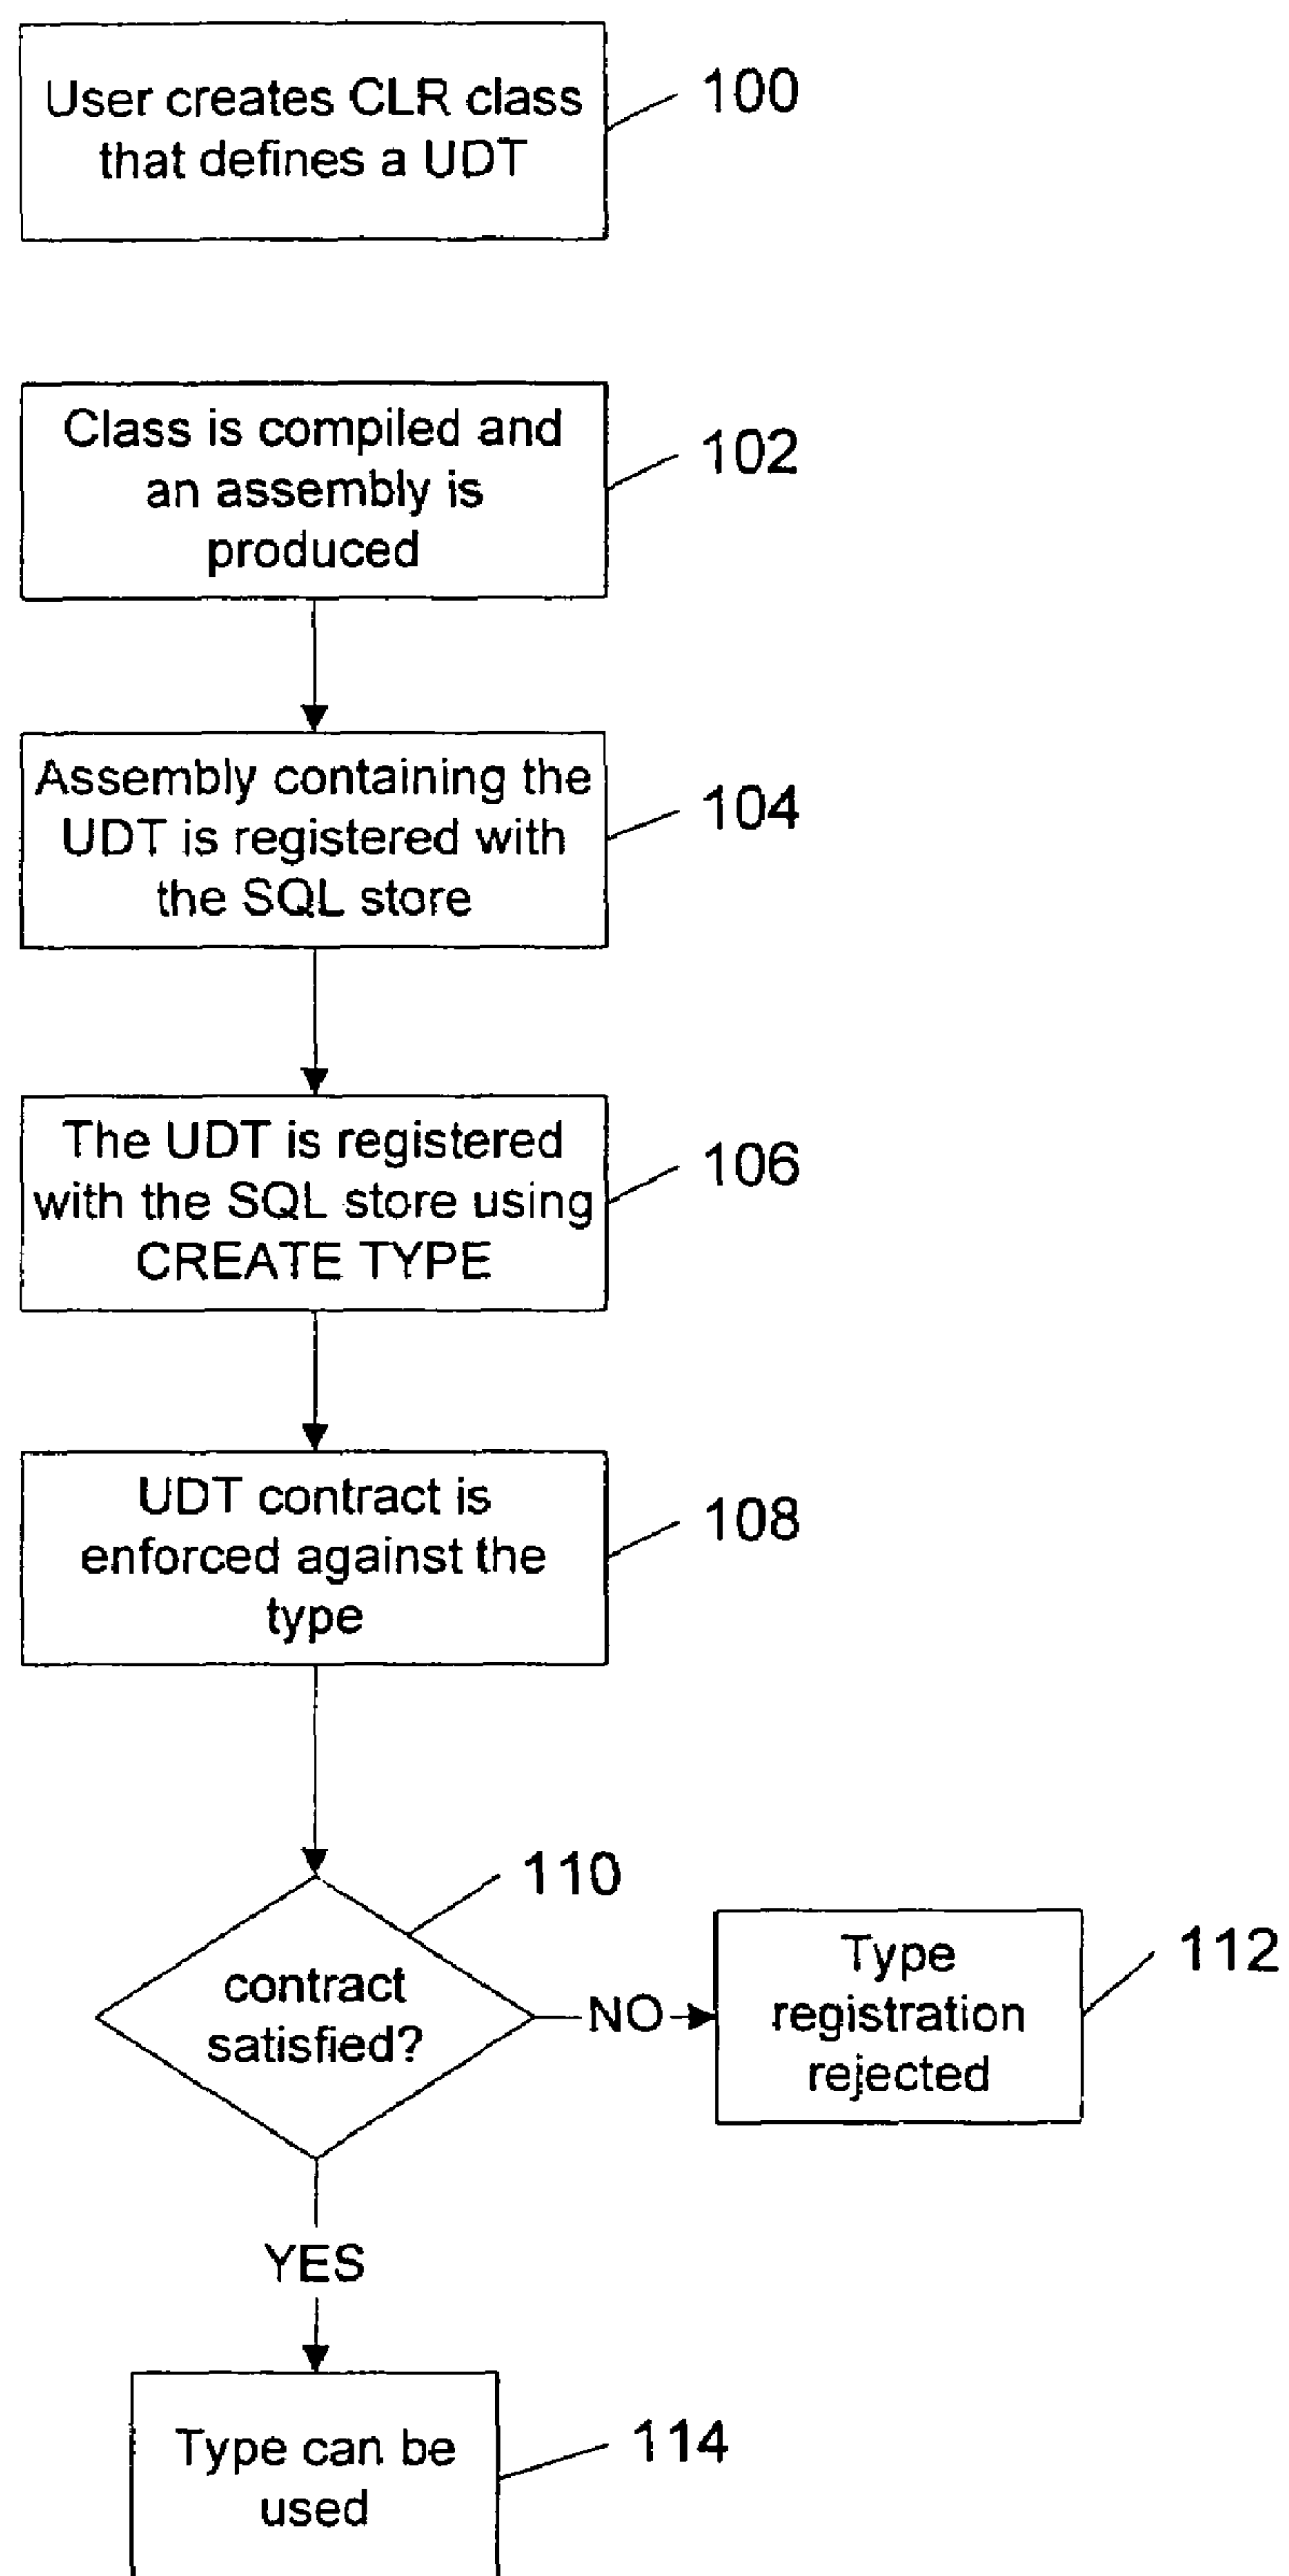 User creates CLR class
that defines a UDT
100
Class is compiled and
an assembly is
produced
102
Assembly containing the
UDT is registered with
the SQL store
104
The UDT is registered
with the SQL store using
CREATE TYPE
106
UDT contract is
enforced against the
type
108
110
contract
satisfied?
NO
Type
registration
rejected
112
YES
Type can be
used
114